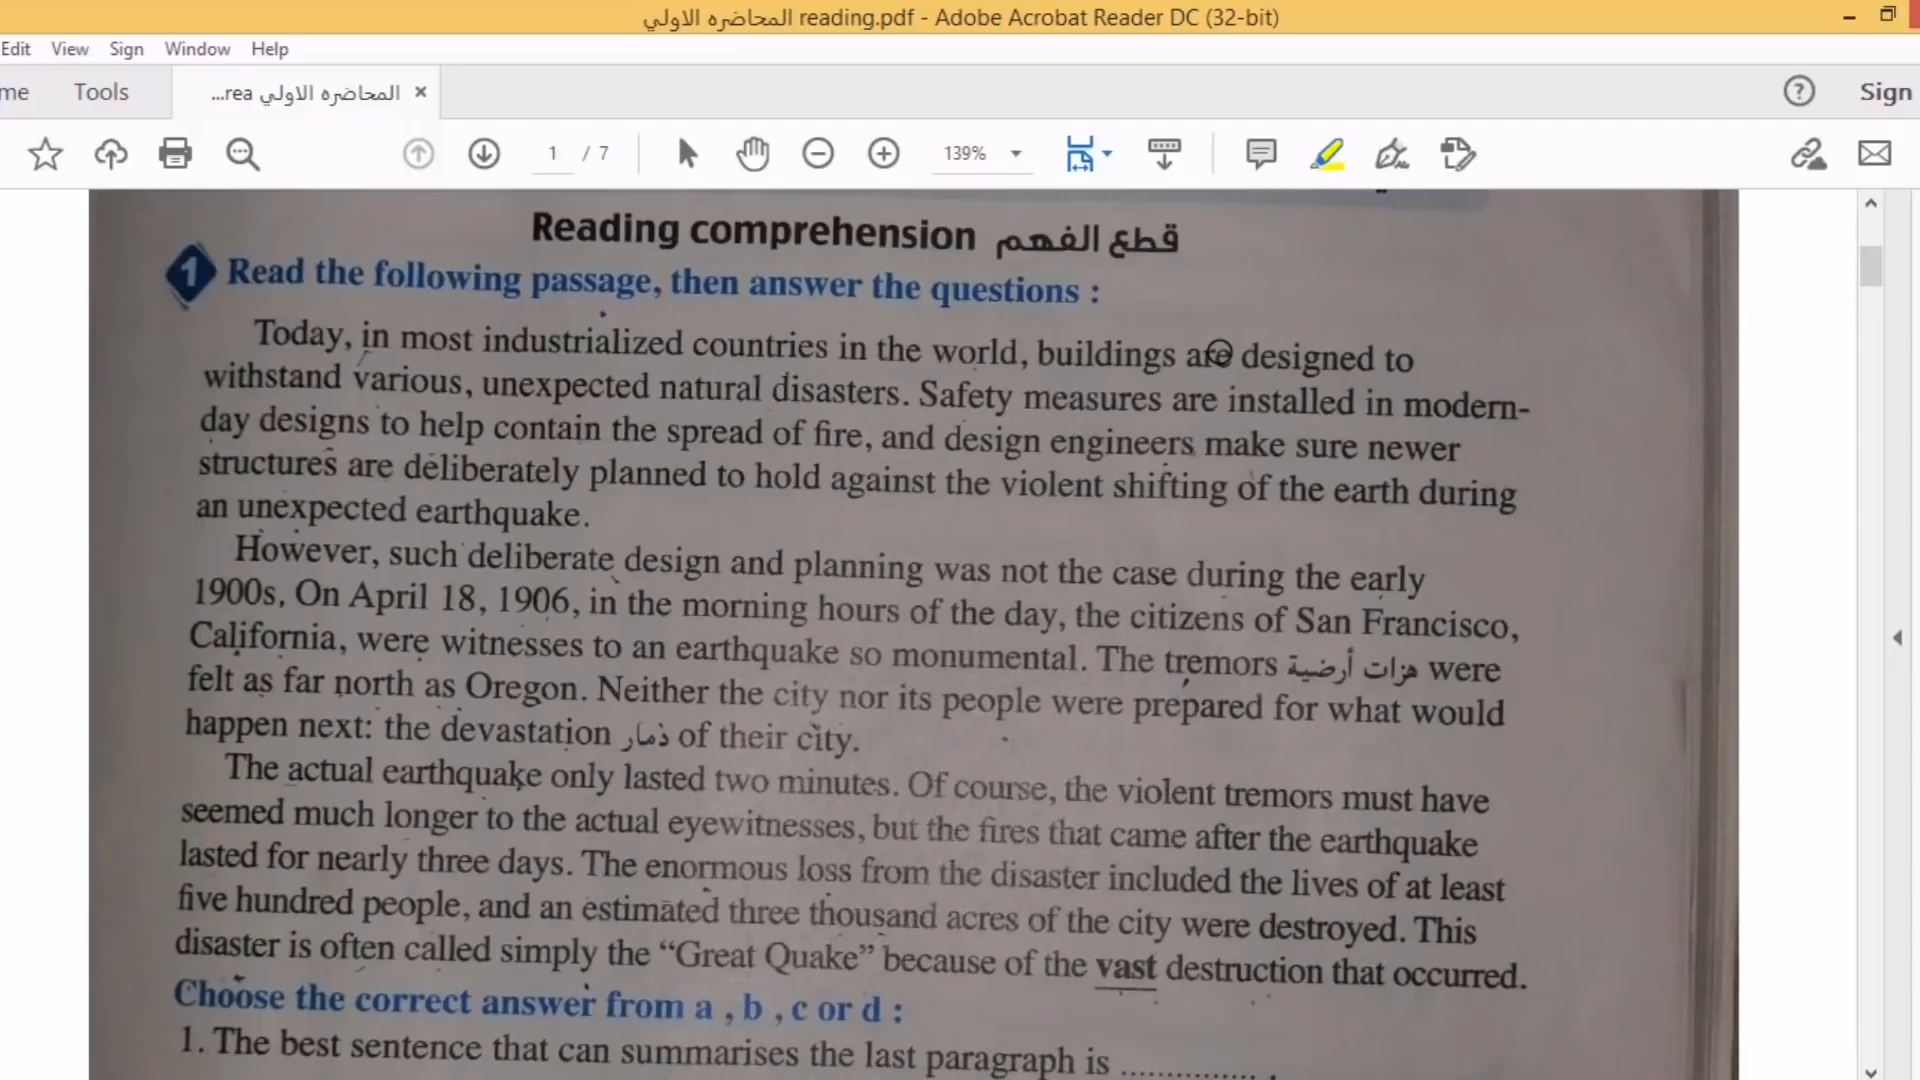 المحاضره الاولي reading.pdf - Adobe Acrobat Reader DC (32-bit)
Edit View Sign Window Help
me Tools المحاضره الاولي rea... × ? Sign
1 / 7 139%
Reading comprehension قطع الفهم
1 Read the following passage, then answer the questions :
Today, in most industrialized countries in the world, buildings are designed to
withstand various, unexpected natural disasters. Safety measures are installed in modern-
day designs to help contain the spread of fire, and design engineers make sure newer
structures are deliberately planned to hold against the violent shifting of the earth during
an unexpected earthquake.
However, such deliberate design and planning was not the case during the early
1900s, On April 18, 1906, in the morning hours of the day, the citizens of San Francisco,
California, were witnesses to an earthquake so monumental. The tremors هزات أرضية were
felt as far north as Oregon. Neither the city nor its people were prepared for what would
happen next: the devastation ذمار of their city.
The actual earthquake only lasted two minutes. Of course, the violent tremors must have
seemed much longer to the actual eyewitnesses, but the fires that came after the earthquake
lasted for nearly three days. The enormous loss from the disaster included the lives of at least
five hundred people, and an estimated three thousand acres of the city were destroyed. This
disaster is often called simply the “Great Quake” because of the vast destruction that occurred.
Choose the correct answer from a , b , c or d :
1. The best sentence that can summarises the last paragraph is ............... .